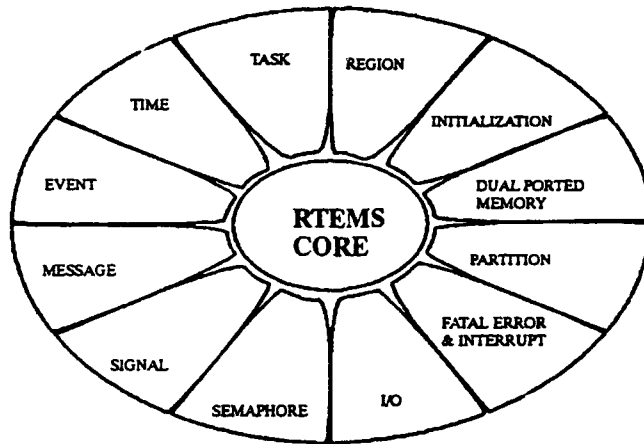 TASK
REGION
TIME
INITIALIZATION
EVENT
DUAL PORTED
MEMORY
RTEMS
CORE
MESSAGE
PARTITION
SIGNAL
FATAL ERROR
& INTERRUPT
SEMAPHORE
I/O